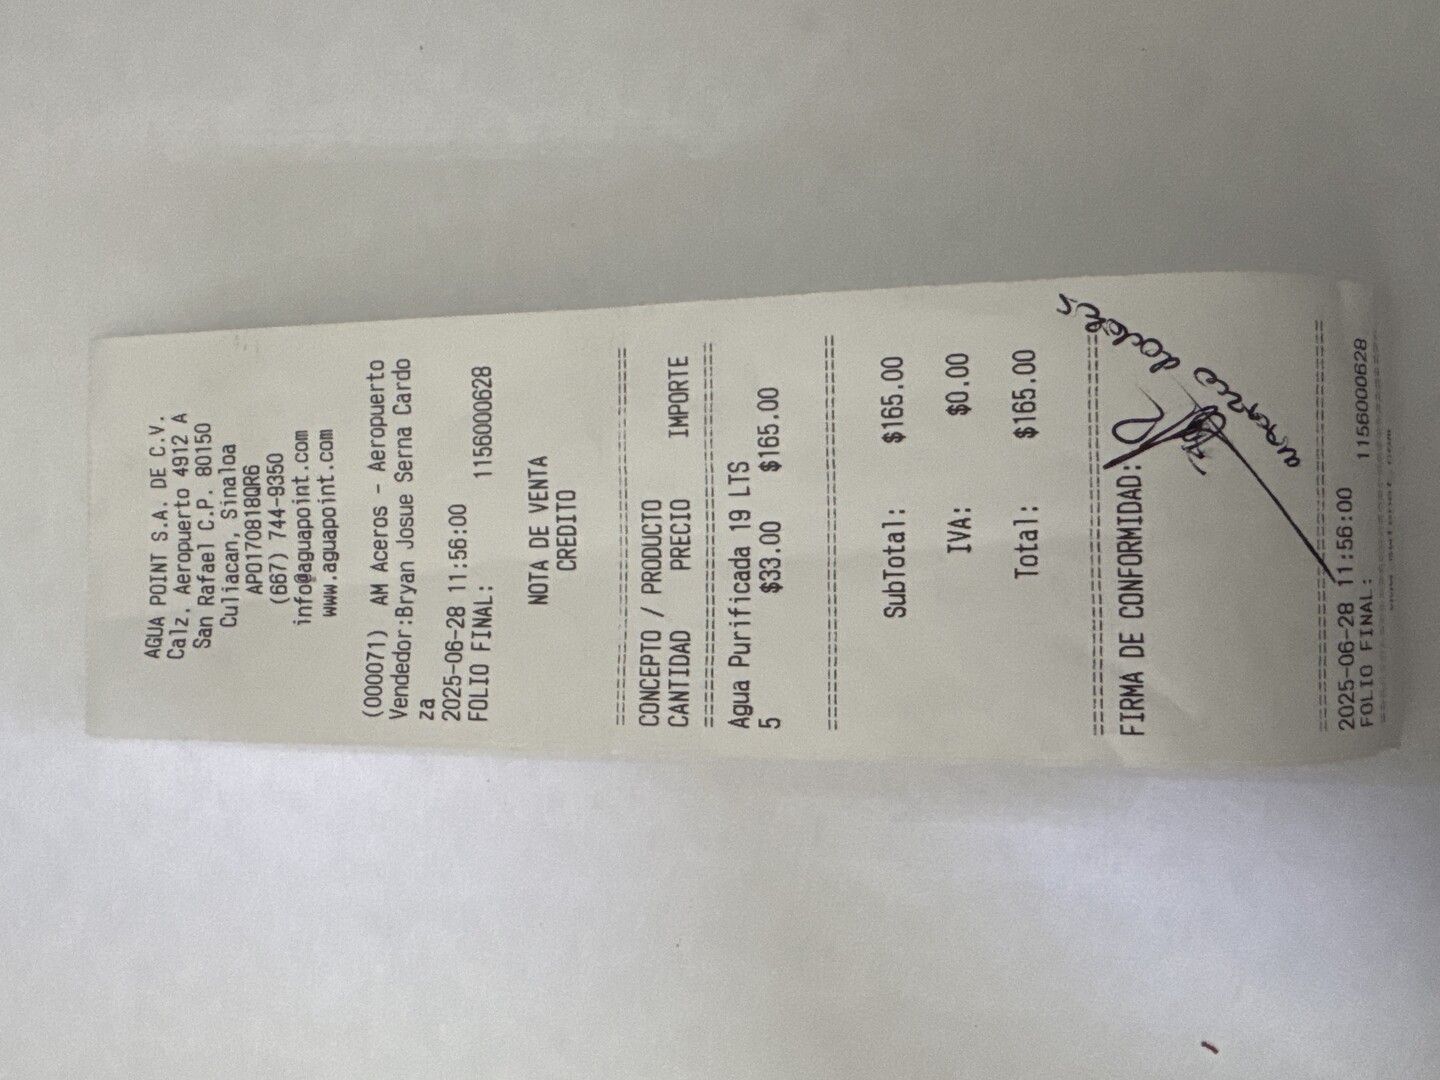 AGUA POINT S.A. DE C.V.
Calz. Aeropuerto 4912 A
San Rafael C.P. 80150
Culiacan, Sinaloa
APO170818QR6
(667) 744-9350
info@aguapoint.com
www.aguapoint.com
(000071) AM Aceros - Aeropuerto
Vendedor:Bryan Josue Serna Cardo
za
2025-06-28 11:56:00
FOLIO FINAL: 1156000628
NOTA DE VENTA
CREDITO
==============================
CONCEPTO / PRODUCTO
CANTIDAD PRECIO IMPORTE
==============================
Agua Purificada 19 LTS
5 $33.00 $165.00
==============================
SubTotal: $165.00
IVA: $0.00
Total: $165.00
==============================
FIRMA DE CONFORMIDAD:
==============================
2025-06-28 11:56:00
FOLIO FINAL: 1156000628